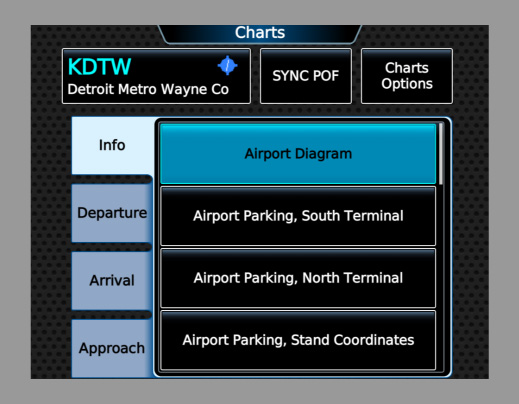 Charts
KDTW
Detroit Metro Wayne Co
SYNC POF
Charts
Options
Info
Airport Diagram
Departure
Airport Parking, South Terminal
Arrival
Airport Parking, North Terminal
Approach
Airport Parking, Stand Coordinates